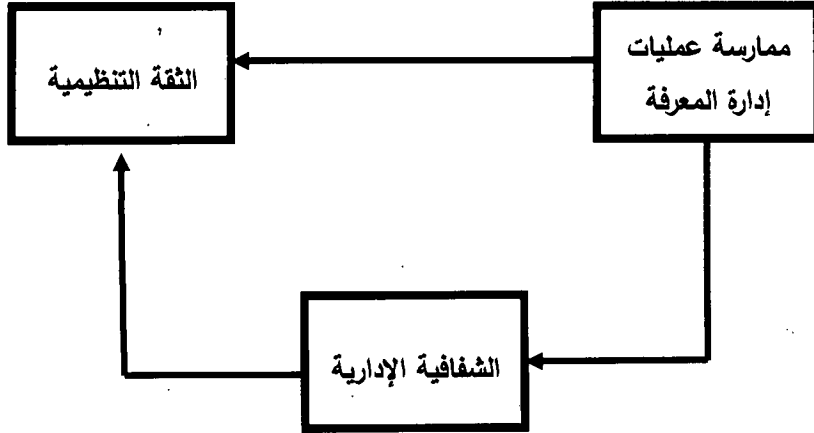 ممارسة عمليات
إدارة المعرفة
الثقة التنظيمية
الشفافية الإدارية